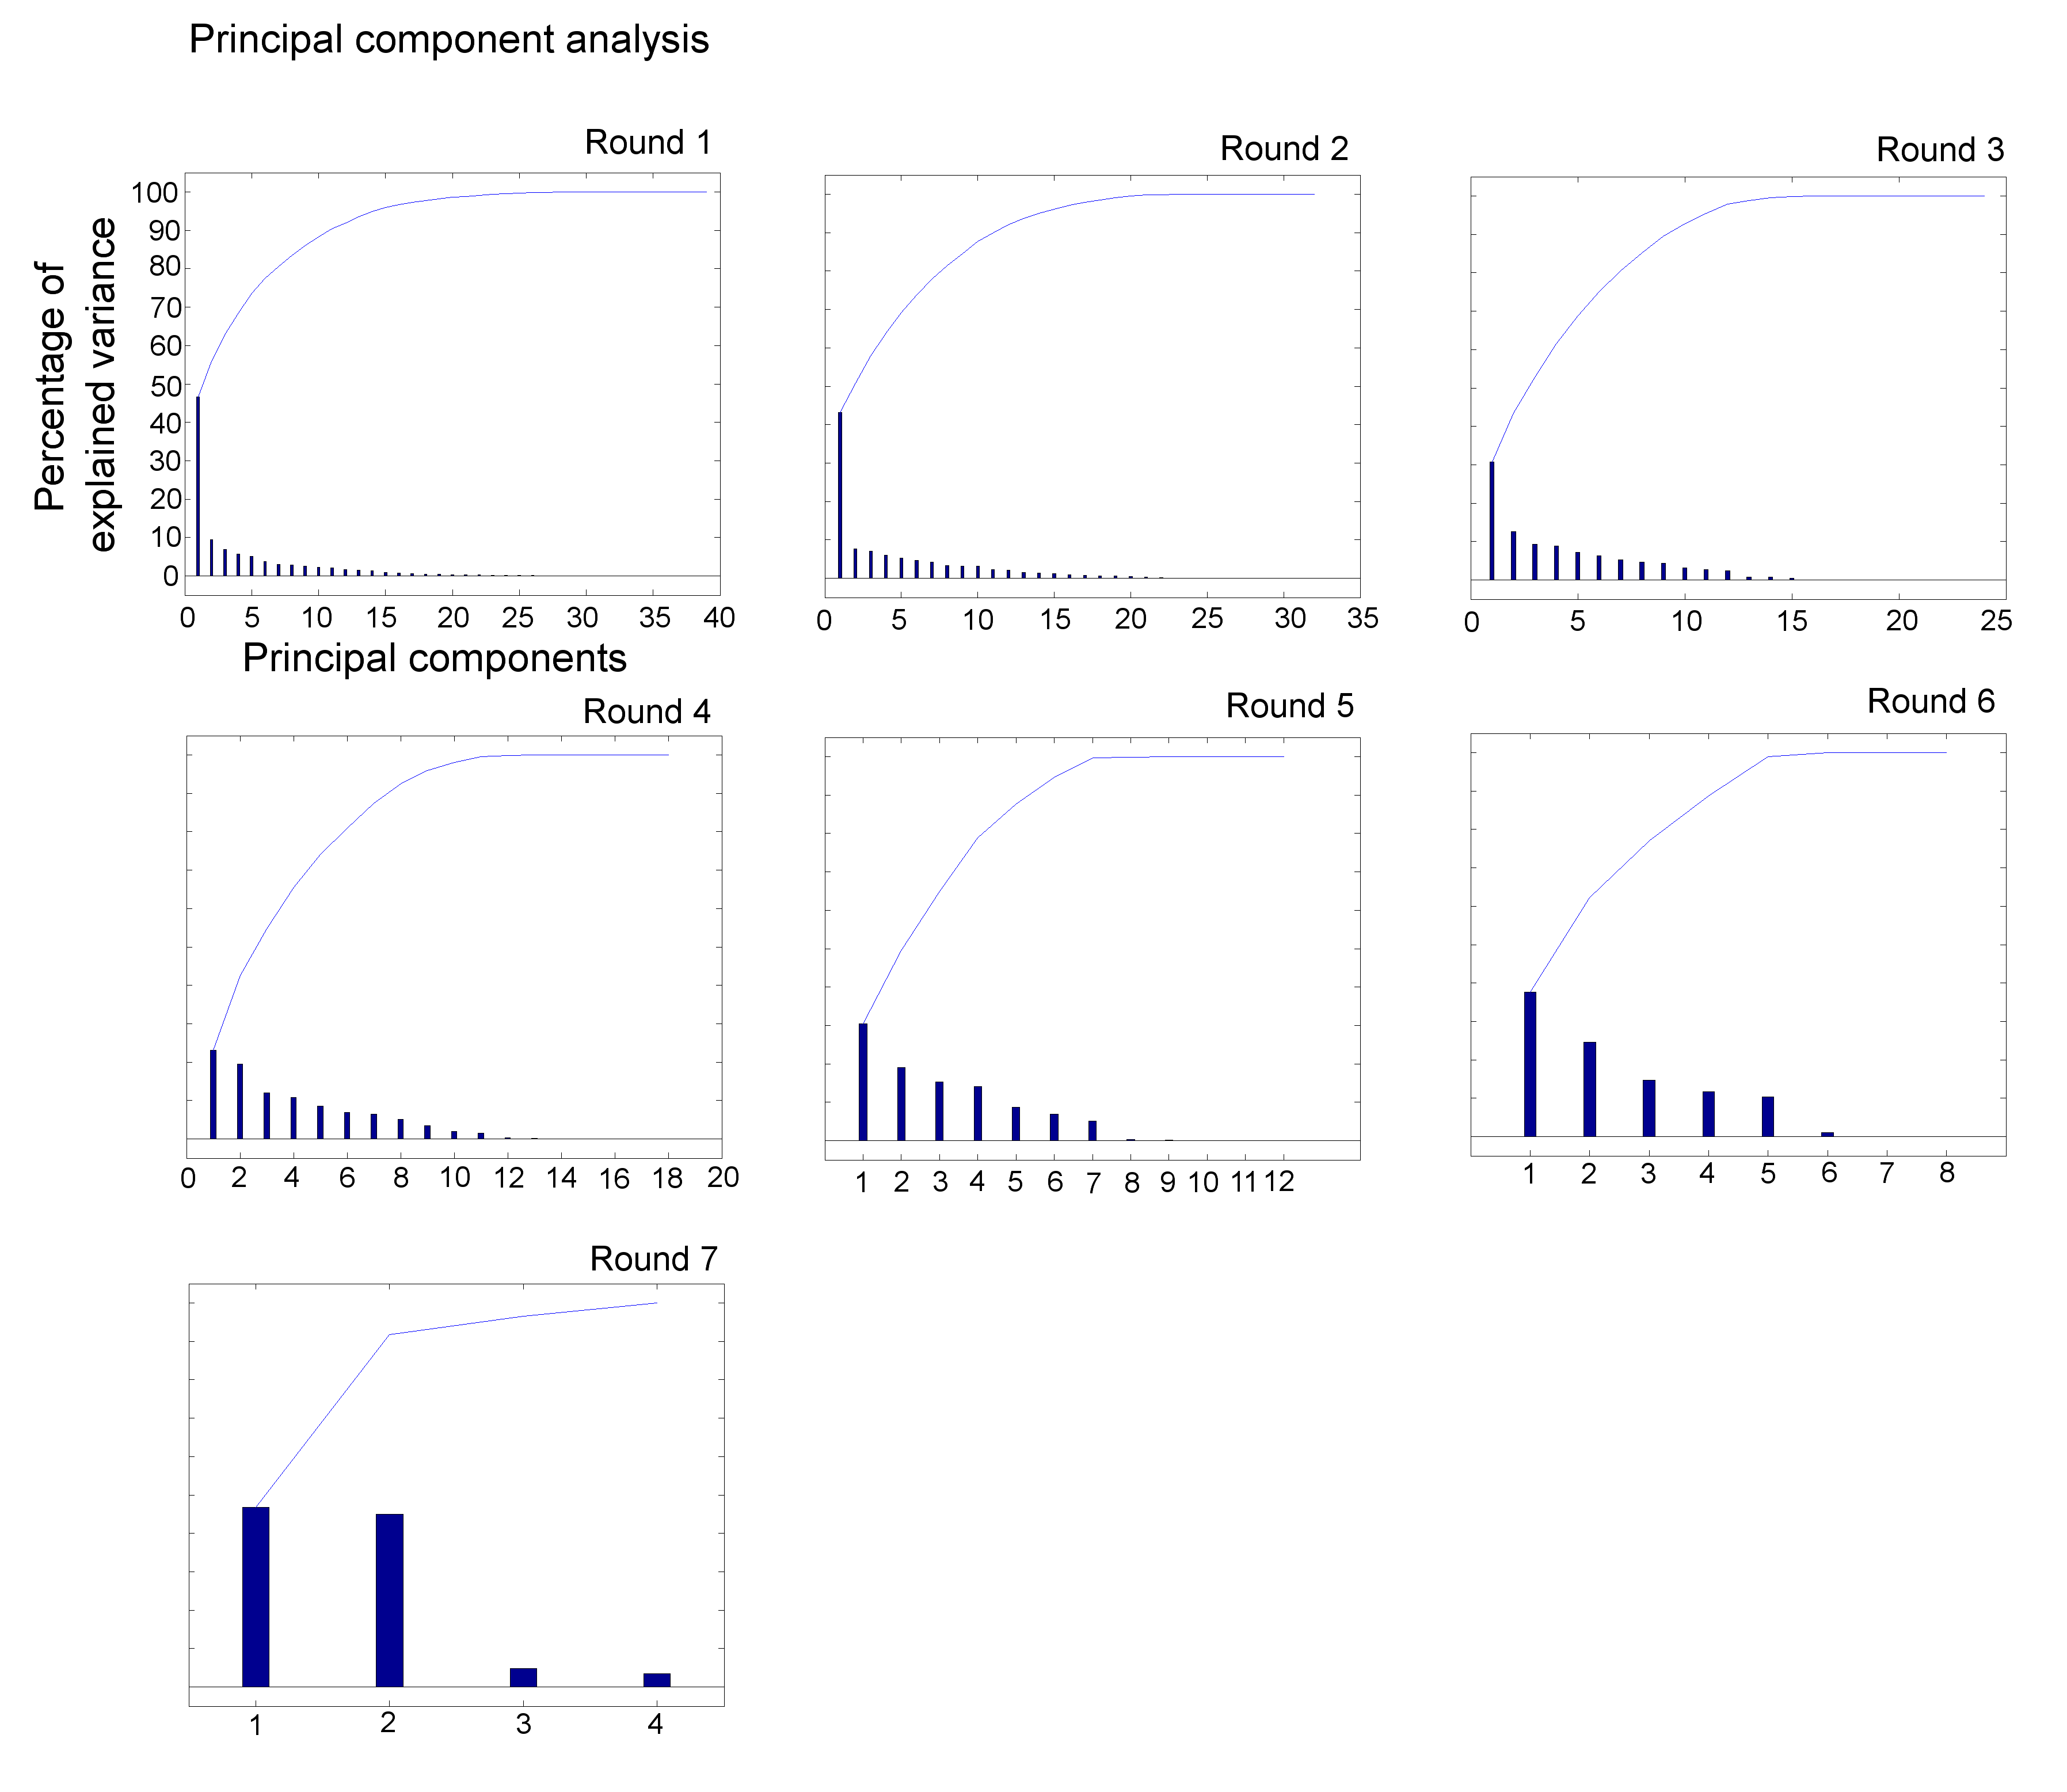 Principal component analysis
Round 1
Round 2
Round 3
Percentage of
explained variance
100
90
80
70
60
50
40
30
20
10
0
0 5 10 15 20 25 30 35 40
0 5 10 15 20 25 30 35
0 5 10 15 20 25
Principal components
Round 4
Round 5
Round 6
0 2 4 6 8 10 12 14 16 18 20
1 2 3 4 5 6 7 8 9 10 11 12
1 2 3 4 5 6 7 8
Round 7
1 2 3 4